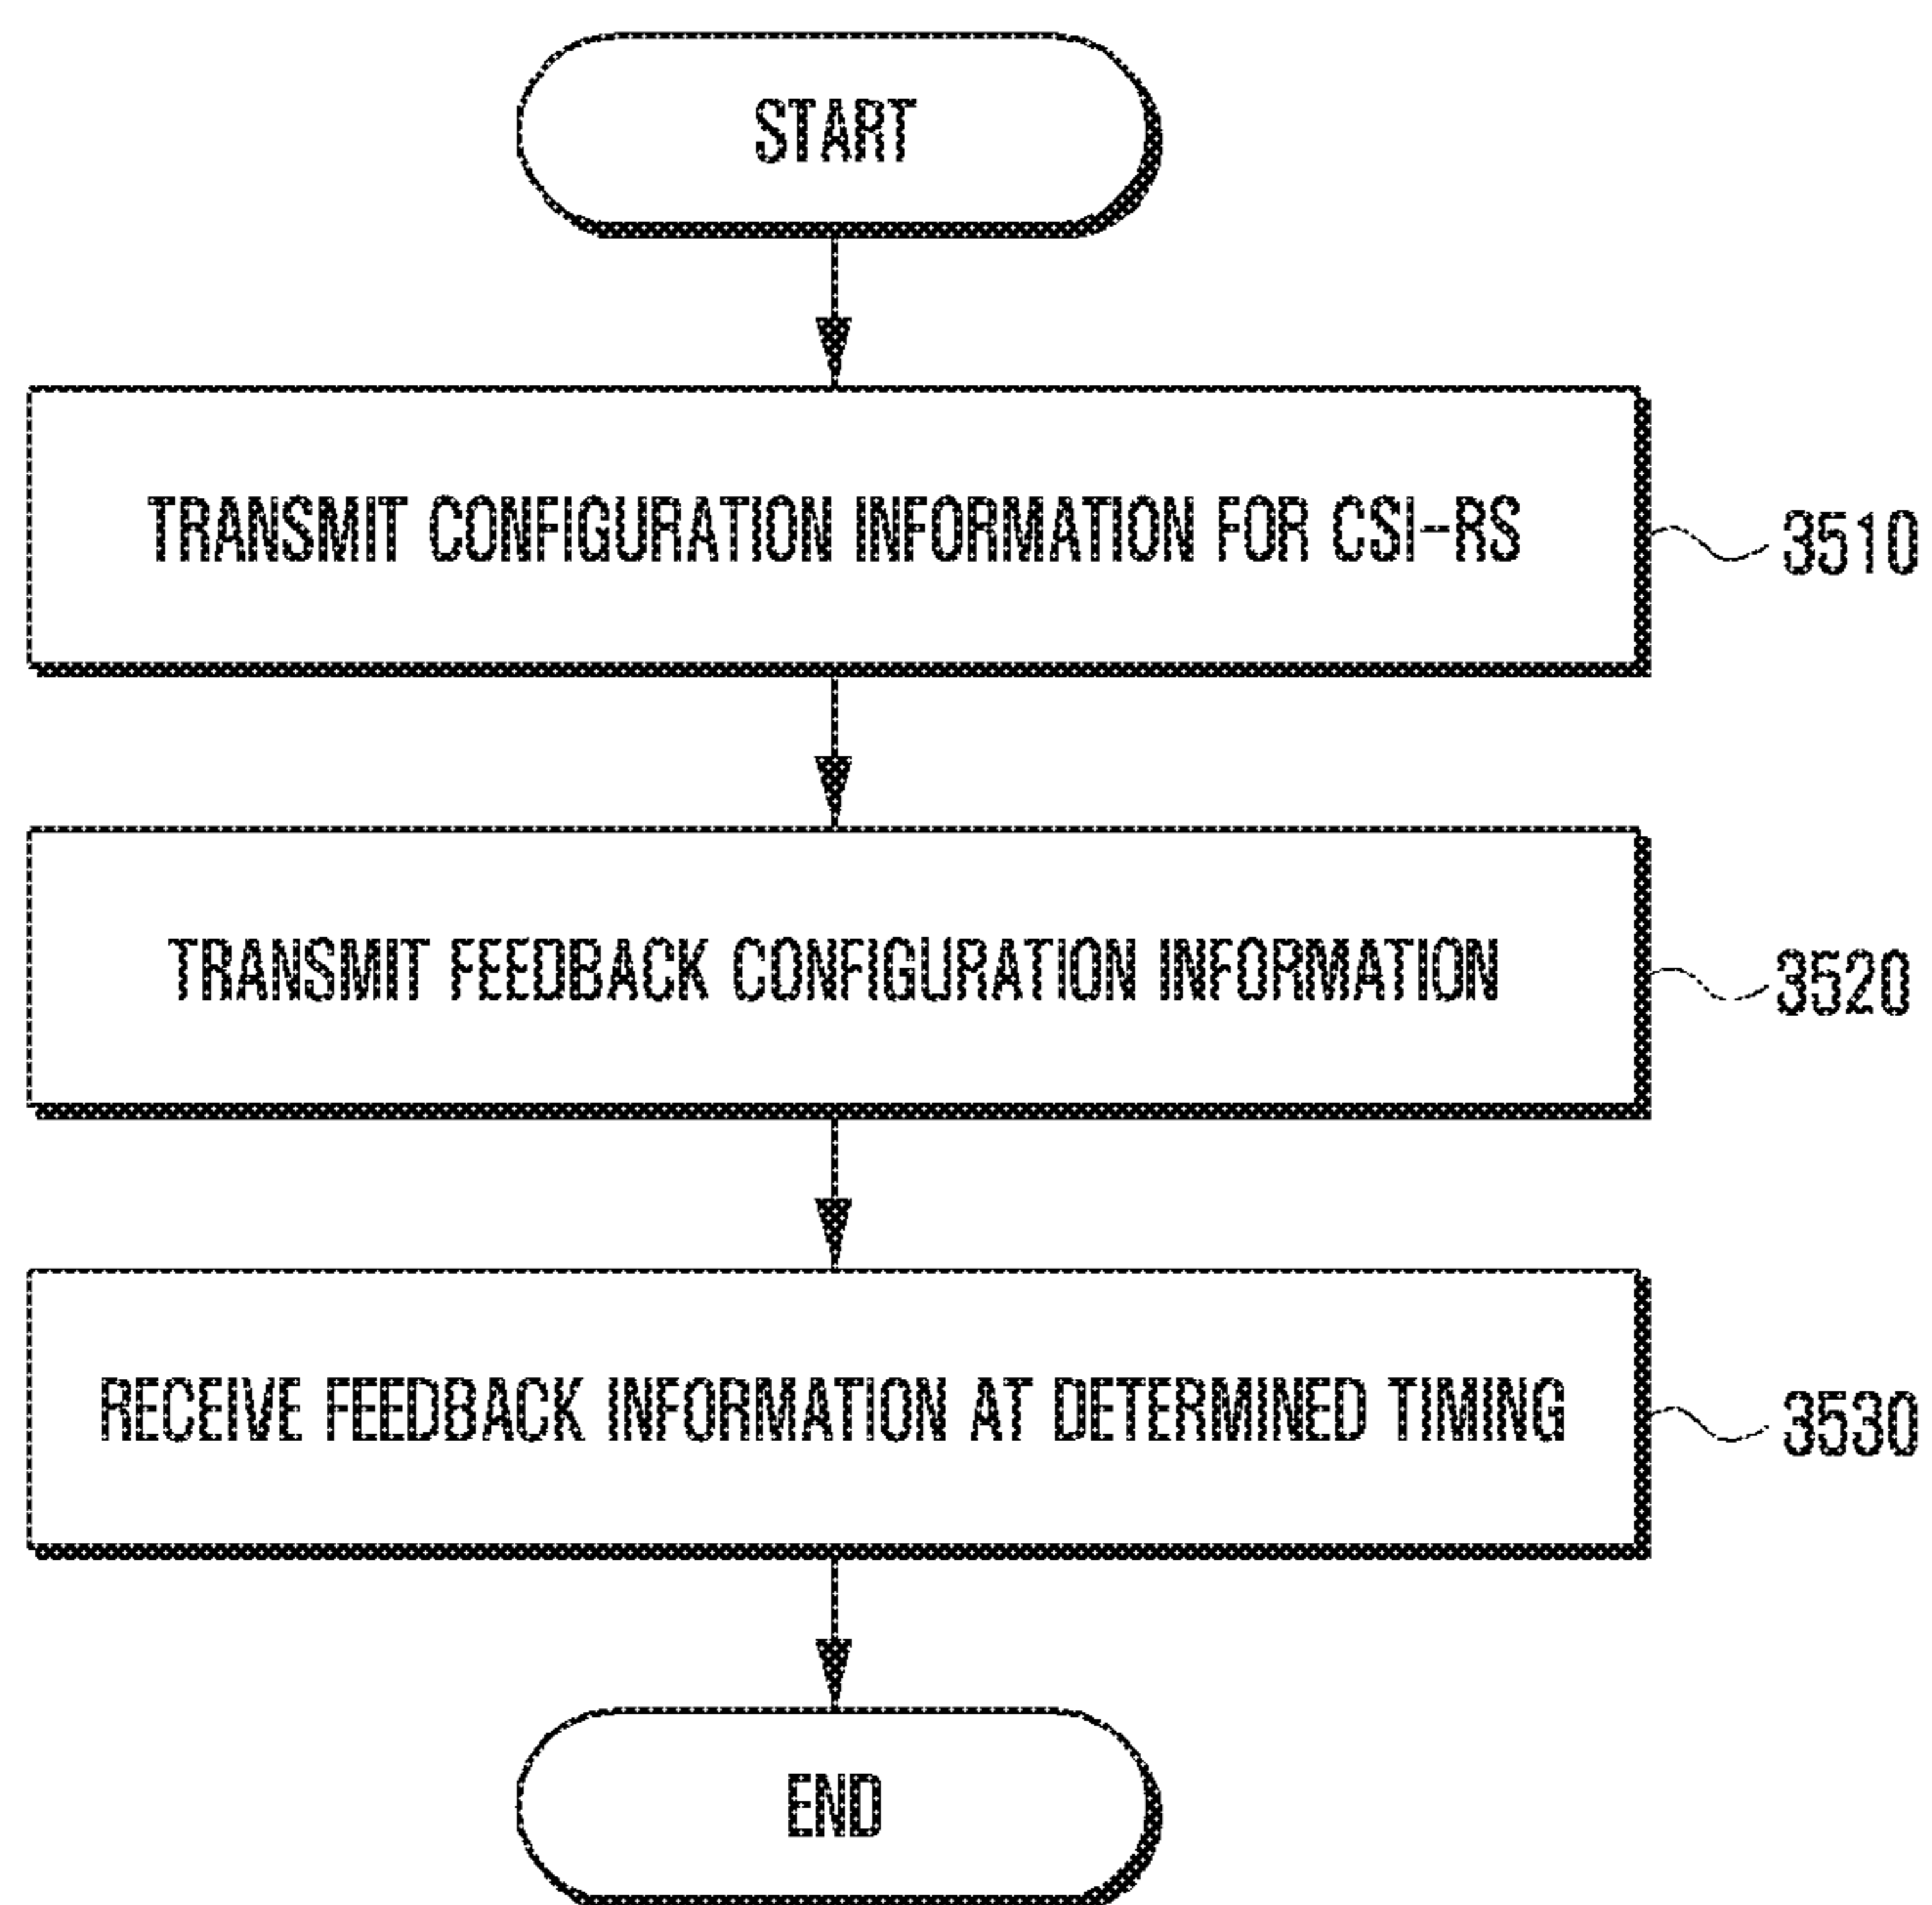 START
TRANSMIT CONFIGURATION INFORMATION FOR CSI-RS
3510
TRANSMIT FEEDBACK CONFIGURATION INFORMATION
3520
RECEIVE FEEDBACK INFORMATION AT DETERMINED TIMING
3530
END